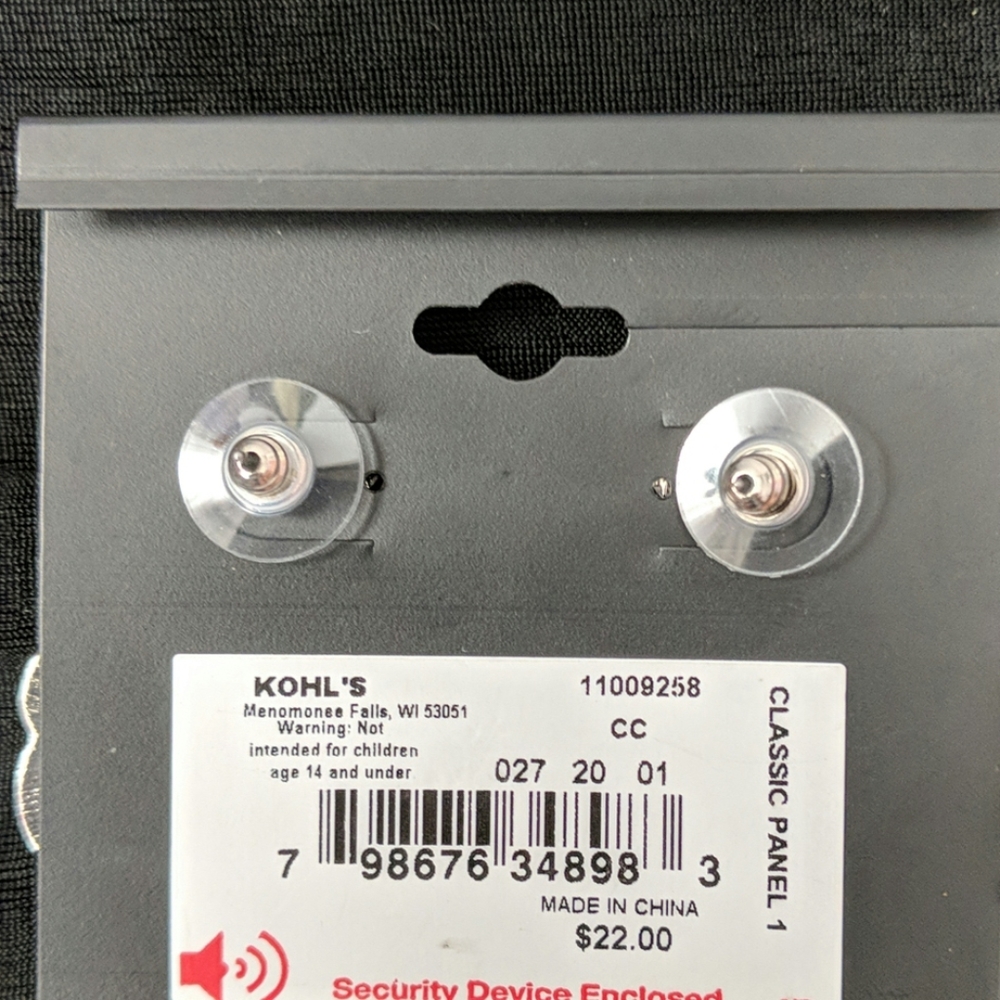 KOHL'S
Menomonee Falls, WI 53051
Warning: Not
intended for children
age 14 and under
11009258
CC
027 20 01
7 98676 34898 3
MADE IN CHINA
$22.00
CLASSIC PANEL 1
Security Device Enclosed